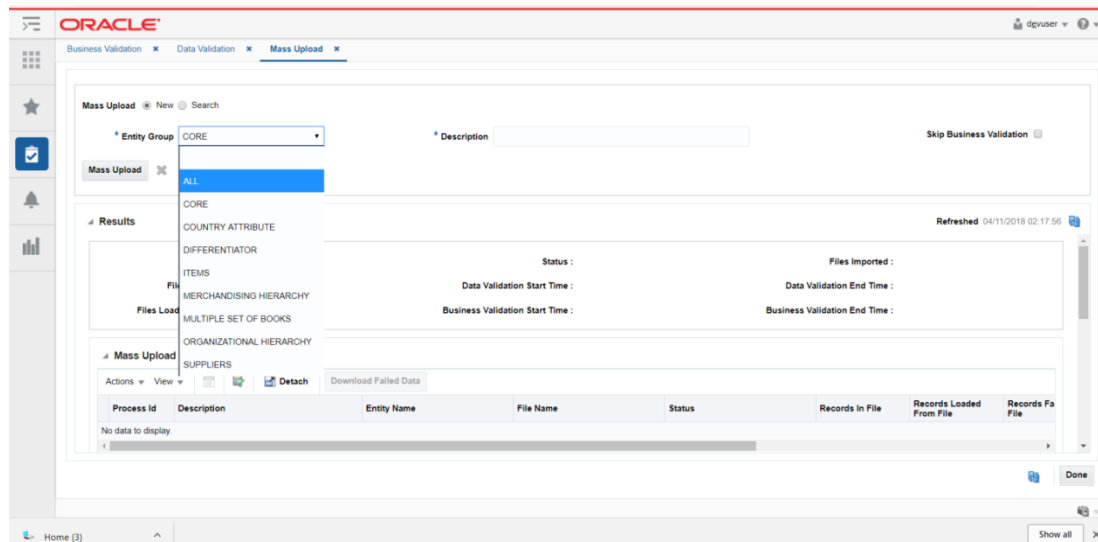 ORACLE
devuser
Business Validation × Data Validation × Mass Upload ×
Mass Upload New Search
* Entity Group CORE
* Description
Skip Business Validation
Mass Upload
ALL
CORE
COUNTRY ATTRIBUTE
DIFFERENTIATOR
ITEMS
MERCHANDISING HIERARCHY
MULTIPLE SET OF BOOKS
ORGANIZATIONAL HIERARCHY
SUPPLIERS
Results
Refreshed 04/11/2018 02:17:56
Status : Files Imported :
Data Validation Start Time : Data Validation End Time :
Files Business Validation Start Time : Business Validation End Time :
Mass Upload
Actions View Detach Download Failed Data
Process Id Description Entity Name File Name Status Records In File Records Loaded From File Records File
No data to display.
Done
Home (3)
Show all